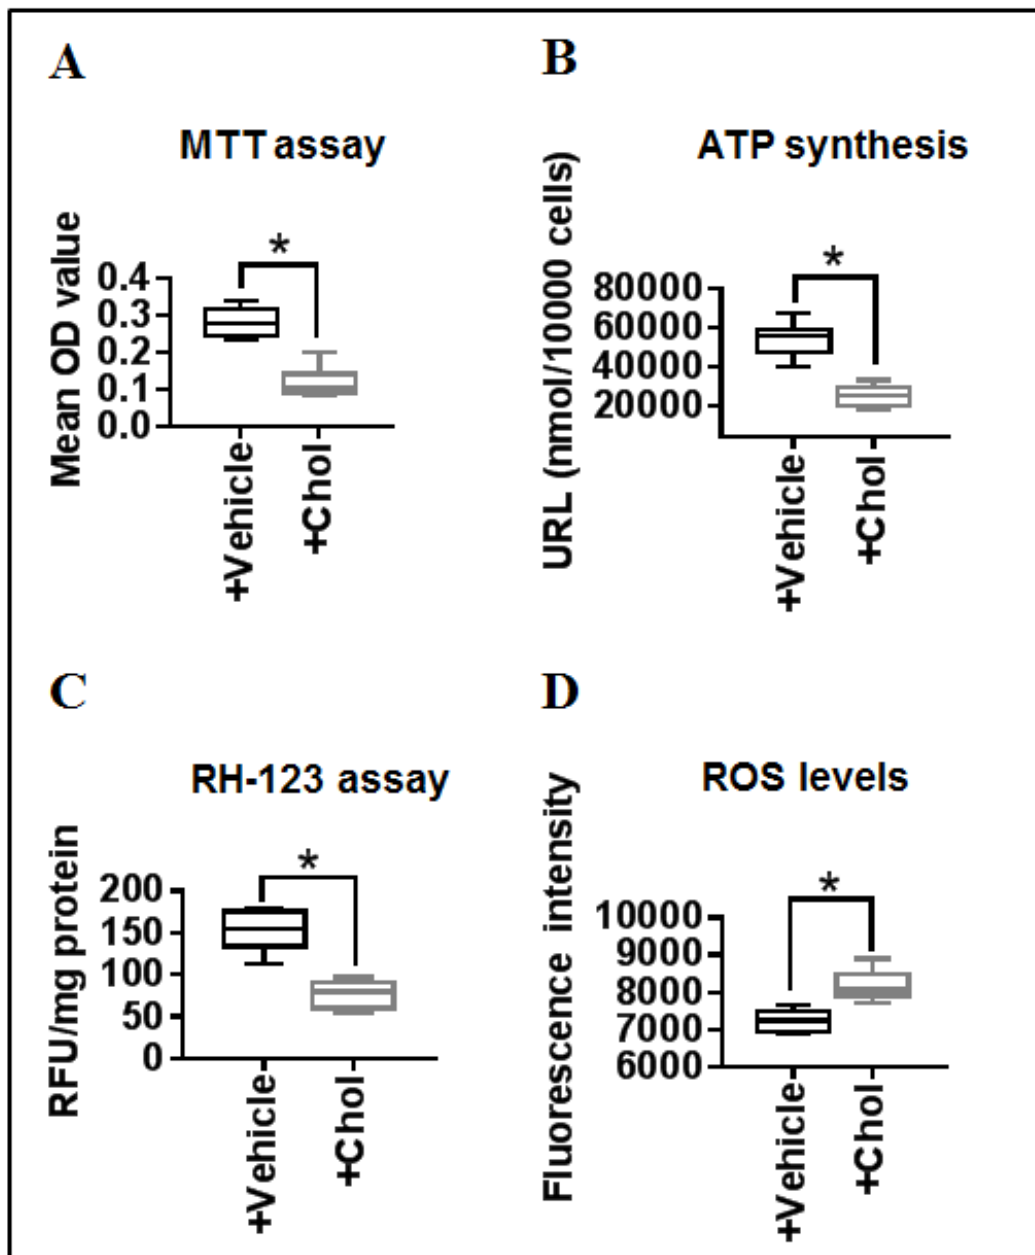 A
MTT assay
Mean OD value
*
0.4
0.3
0.2
0.1
0.0
+Vehicle
+Chol
B
ATP synthesis
URL (nmol/10000 cells)
*
80000
60000
40000
20000
+Vehicle
+Chol
C
RH-123 assay
RFU/mg protein
*
200
150
100
50
0
+Vehicle
+Chol
D
ROS levels
Fluorescence intensity
*
10000
9000
8000
7000
6000
+Vehicle
+Chol